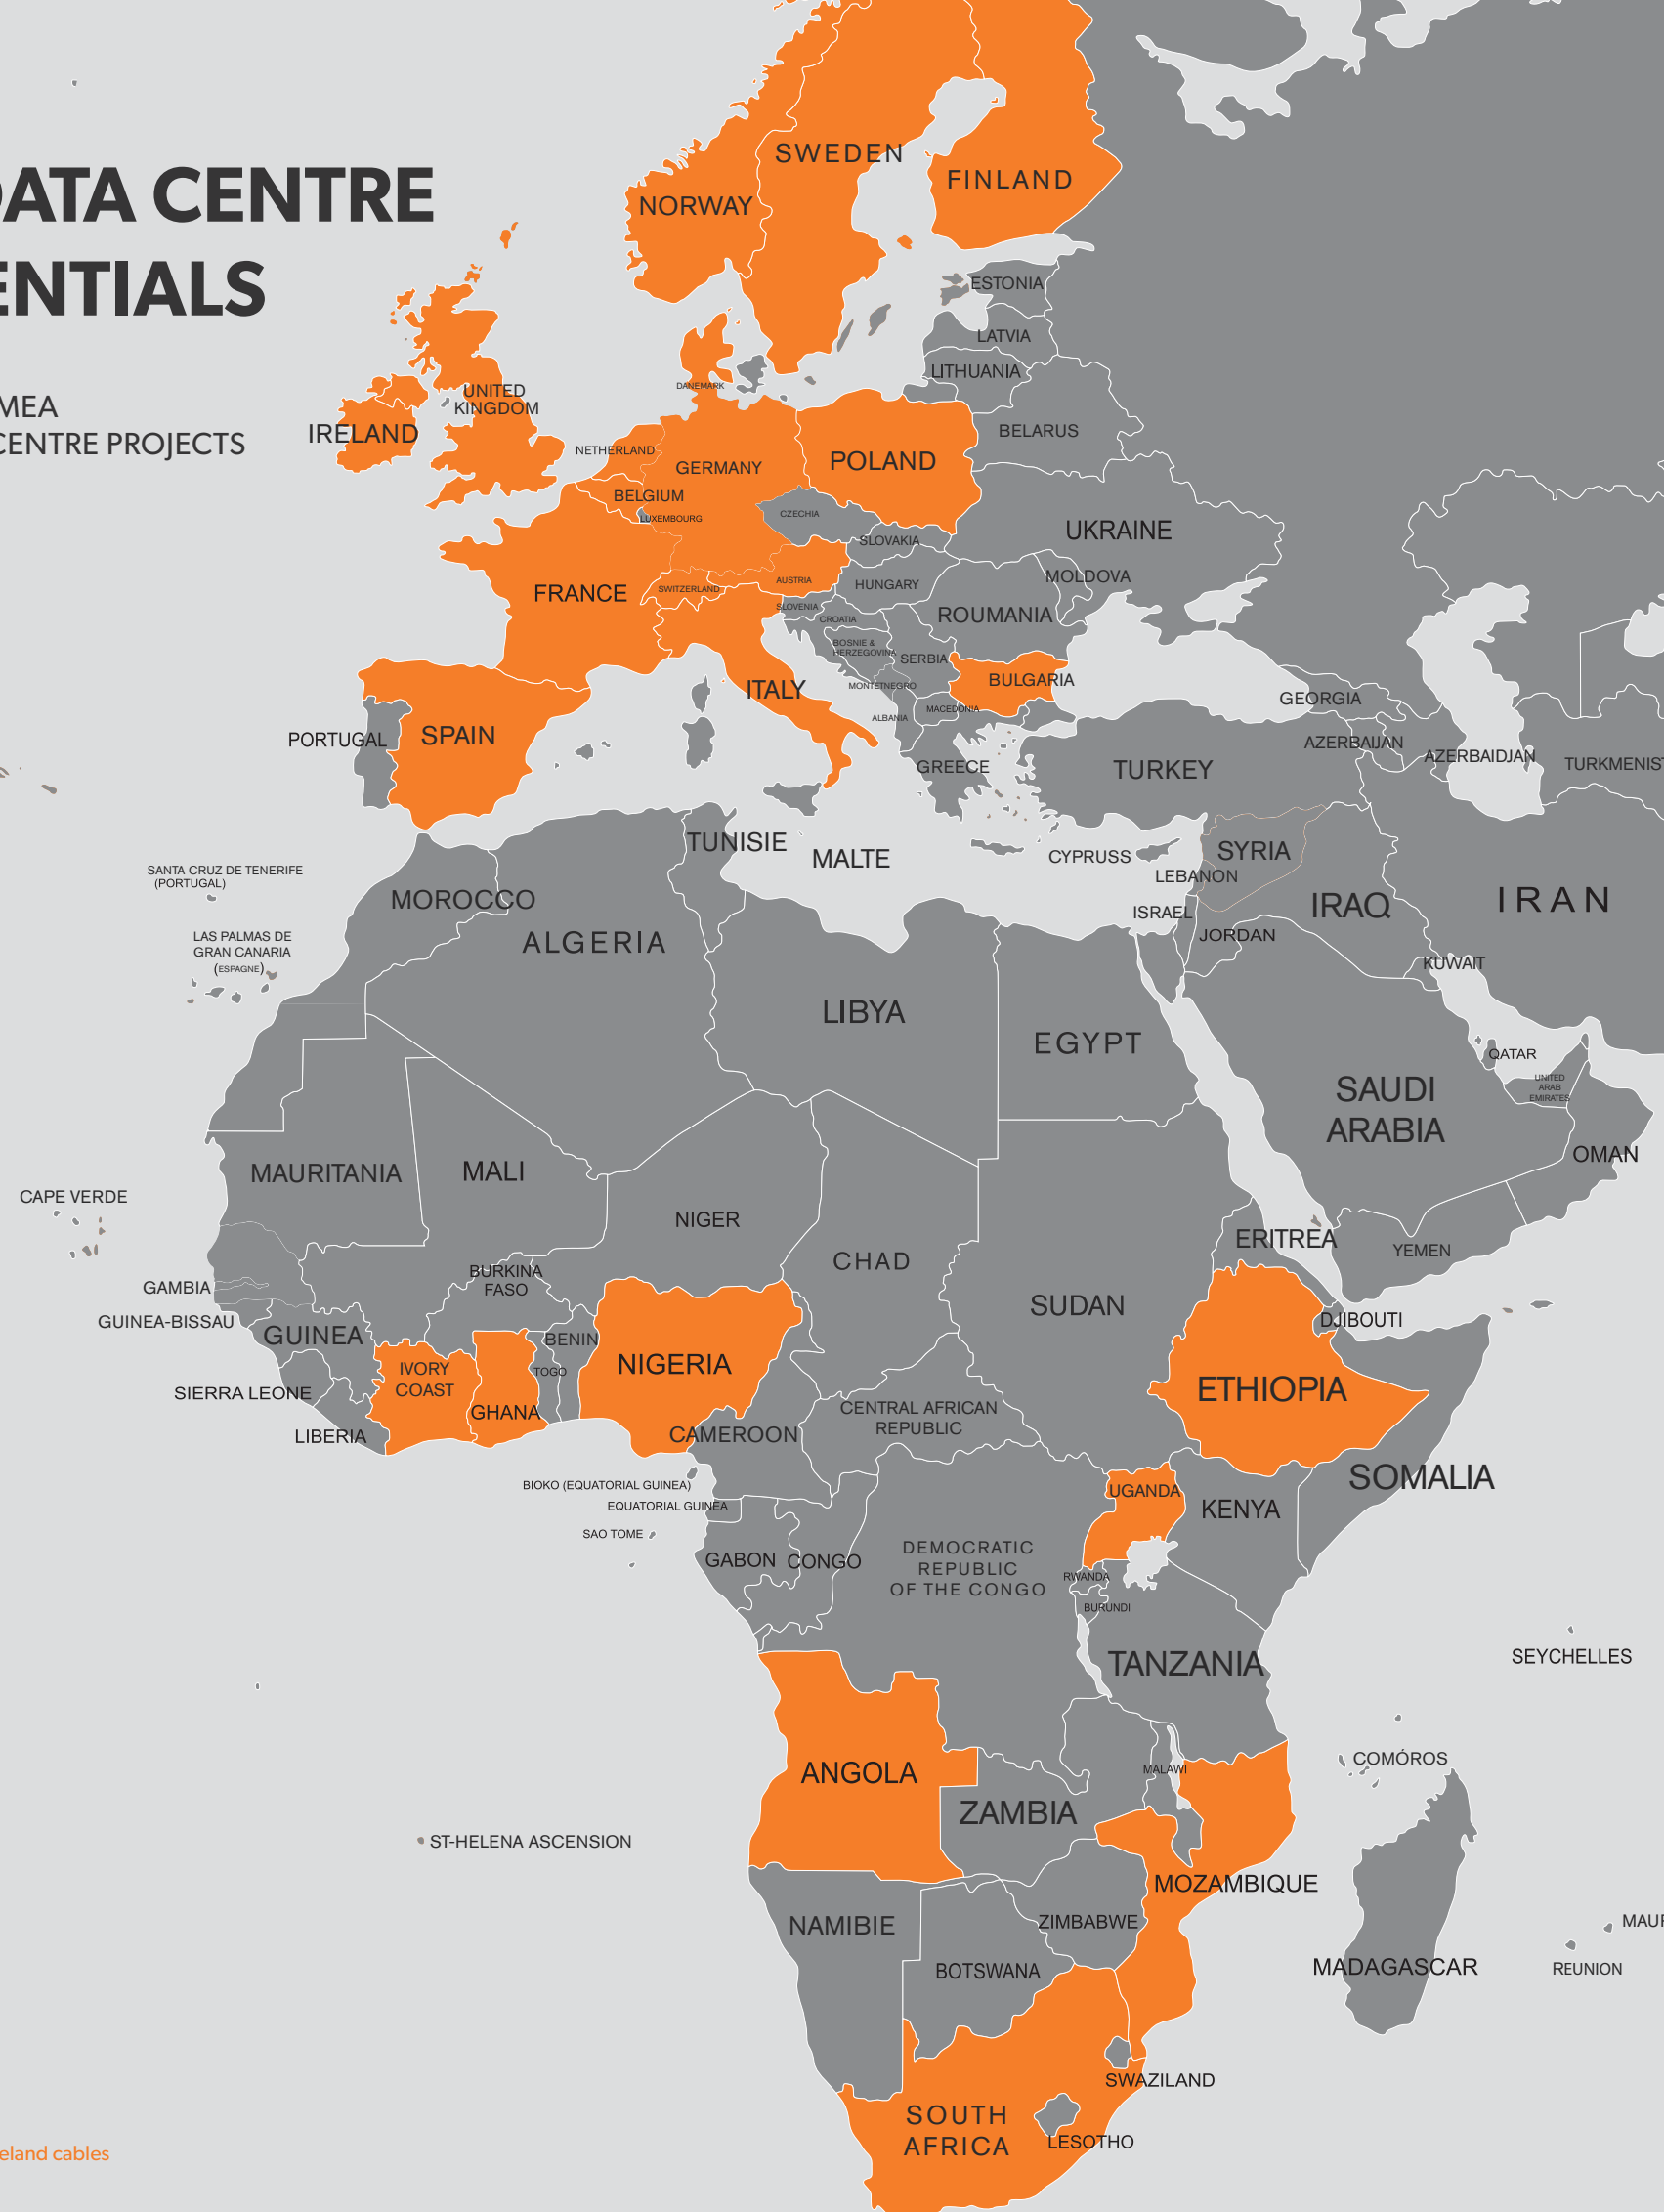 DATA CENTRE
ENTIALS
MEA
CENTRE PROJECTS
SWEDEN
FINLAND
NORWAY
ESTONIA
LATVIA
LITHUANIA
DANEMARK
UNITED
KINGDOM
IRELAND
BELARUS
NETHERLAND
GERMANY
POLAND
BELGIUM
LUXEMBOURG
CZECHIA
UKRAINE
SLOVAKIA
FRANCE
SWITZERLAND
AUSTRIA
HUNGARY
MOLDOVA
SLOVENIA
CROATIA
ROUMANIA
BOSNIE &
HERZEGOVINA
SERBIA
MONTETNEGRO
BULGARIA
ITALY
GEORGIA
ALBANIA
MACEDONIA
PORTUGAL
SPAIN
AZERBAIJAN
AZERBAIDJAN
TURKMENIST
GREECE
TURKEY
TUNISIE
MALTE
CYPRUSS
SYRIA
LEBANON
SANTA CRUZ DE TENERIFE
(PORTUGAL)
MOROCCO
ISRAEL
IRAQ
IRAN
LAS PALMAS DE
GRAN CANARIA
(ESPAGNE)
ALGERIA
JORDAN
KUWAIT
LIBYA
EGYPT
QATAR
SAUDI
ARABIA
UNITED
ARAB
EMIRATES
OMAN
MAURITANIA
MALI
CAPE VERDE
NIGER
ERITREA
YEMEN
CHAD
BURKINA
FASO
GAMBIA
SUDAN
GUINEA-BISSAU
GUINEA
DJIBOUTI
BENIN
NIGERIA
IVORY
COAST
TOGO
ETHIOPIA
SIERRA LEONE
GHANA
CENTRAL AFRICAN
REPUBLIC
LIBERIA
CAMEROON
SOMALIA
BIOKO (EQUATORIAL GUINEA)
UGANDA
KENYA
EQUATORIAL GUINEA
SAO TOME
GABON
CONGO
DEMOCRATIC
REPUBLIC
OF THE CONGO
RWANDA
BURUNDI
TANZANIA
SEYCHELLES
ANGOLA
MALAWI
COMÓROS
ZAMBIA
ST-HELENA ASCENSION
MOZAMBIQUE
NAMIBIE
ZIMBABWE
MAUR
BOTSWANA
MADAGASCAR
REUNION
SWAZILAND
SOUTH
AFRICA
LESOTHO
eland cables